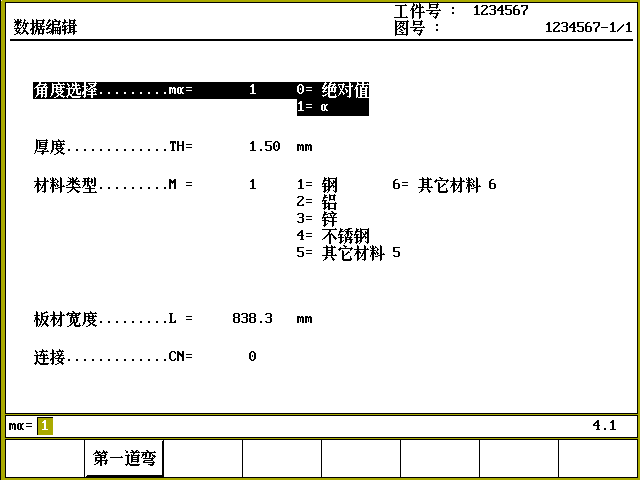 工件号 : 1234567
数据编辑
图号 : 1234567-1/1
角度选择.........mα= 1 0= 绝对值
1= α
厚度.............TH= 1.50 mm
材料类型.........M = 1 1= 钢 6= 其它材料 6
2= 铝
3= 锌
4= 不锈钢
5= 其它材料 5
板材宽度.........L = 838.3 mm
连接.............CN= 0
mα= 1 4.1
第一道弯